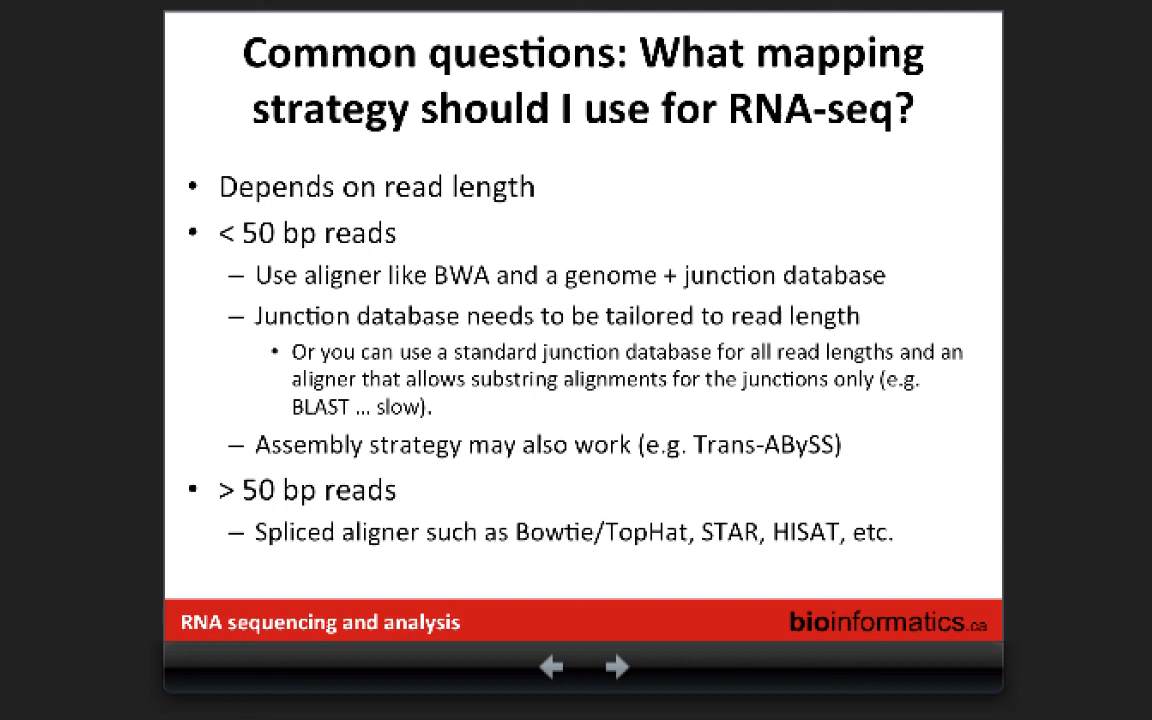 Common questions: What mapping
strategy should I use for RNA-seq?
• Depends on read length
• < 50 bp reads
– Use aligner like BWA and a genome + junction database
– Junction database needs to be tailored to read length
• Or you can use a standard junction database for all read lengths and an
aligner that allows substring alignments for the junctions only (e.g.
BLAST ... slow).
– Assembly strategy may also work (e.g. Trans-ABySS)
• > 50 bp reads
– Spliced aligner such as Bowtie/TopHat, STAR, HISAT, etc.
RNA sequencing and analysis
bioinformatics.ca